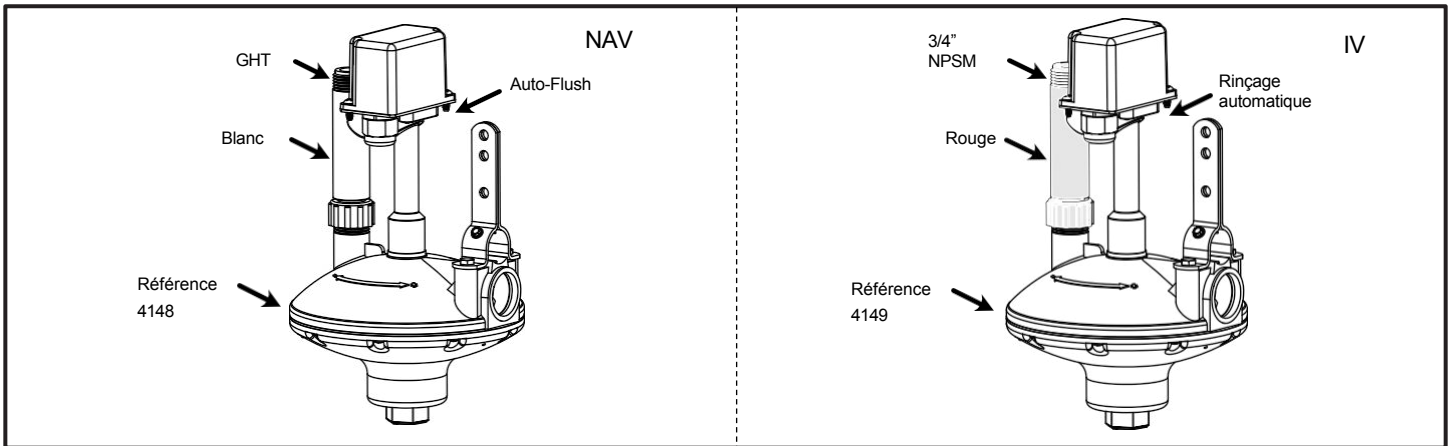 NAV
GHT
Auto-Flush
Blanc
Référence
4148
IV
3/4”
NPSM
Rinçage
automatique
Rouge
Référence
4149